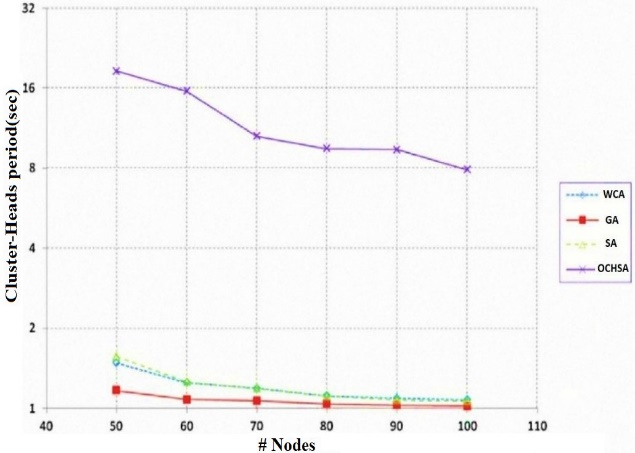 32
16
8
4
2
1
Cluster-Heads period(sec)
40 50 60 70 80 90 100 110
# Nodes
WCA
GA
SA
OCHSA